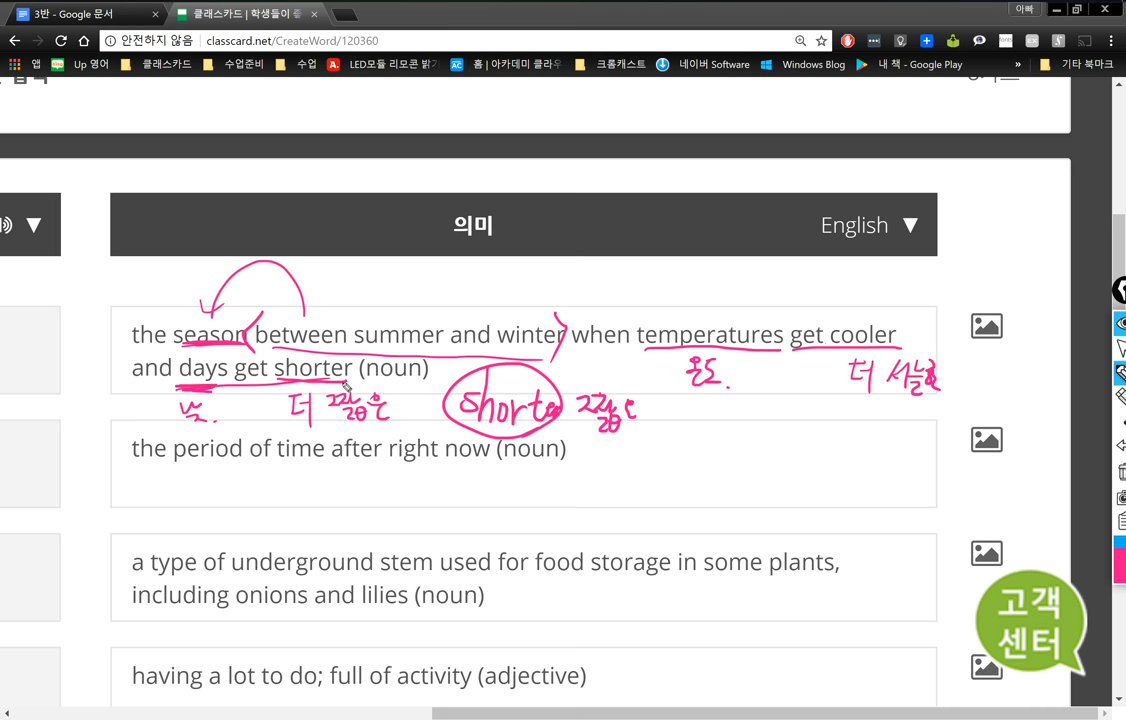 3반 - Google 문서
클래스카드 | 학생들이 좋
아빠
안전하지 않음 classcard.net/CreateWord/120360
앱 Up 영어 클래스카드 수업준비 수업 LED모듈 리모콘 밝기 홈 | 아카데미 클라우 크롬캐스트 네이버 Software Windows Blog 내 책 - Google Play » 기타 북마크
의미 English ▼
the season between summer and winter when temperatures get cooler
and days get shorter (noun)
온도.
낮.
더 짧은
short 짧은
the period of time after right now (noun)
a type of underground stem used for food storage in some plants,
including onions and lilies (noun)
고객
센터
having a lot to do; full of activity (adjective)